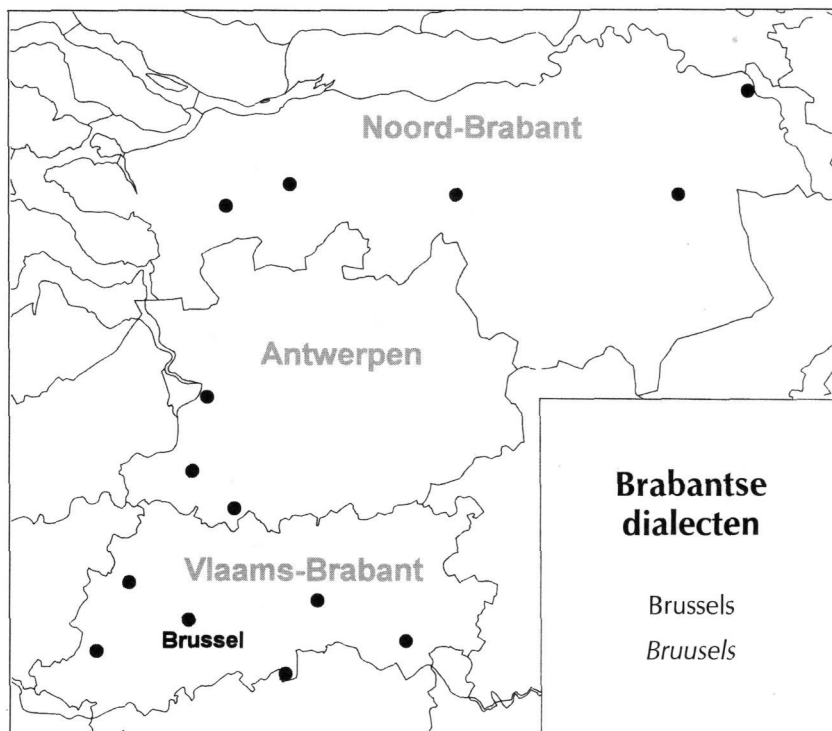 Noord-Brabant
Antwerpen
Vlaams-Brabant
Brussel
Brabantse
dialecten
Brussels
Bruusels